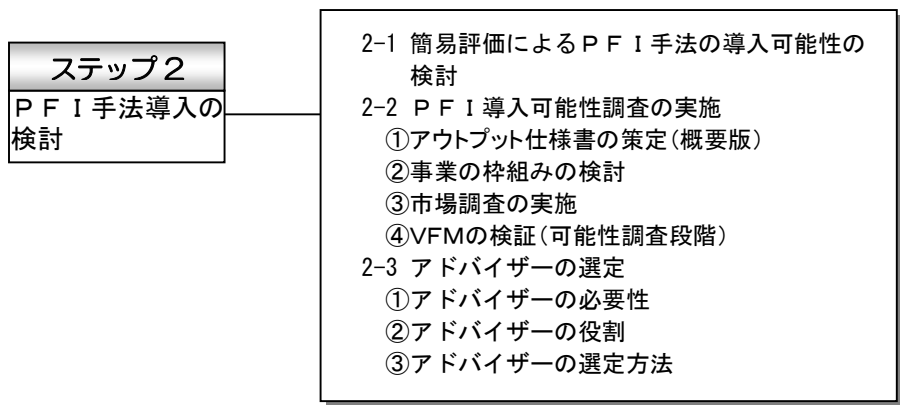 ステップ２
ＰＦＩ手法導入の
検討
2-1 簡易評価によるＰＦＩ手法の導入可能性の
検討
2-2 ＰＦＩ導入可能性調査の実施
①アウトプット仕様書の策定（概要版）
②事業の枠組みの検討
③市場調査の実施
④VFMの検証（可能性調査段階）
2-3 アドバイザーの選定
①アドバイザーの必要性
②アドバイザーの役割
③アドバイザーの選定方法